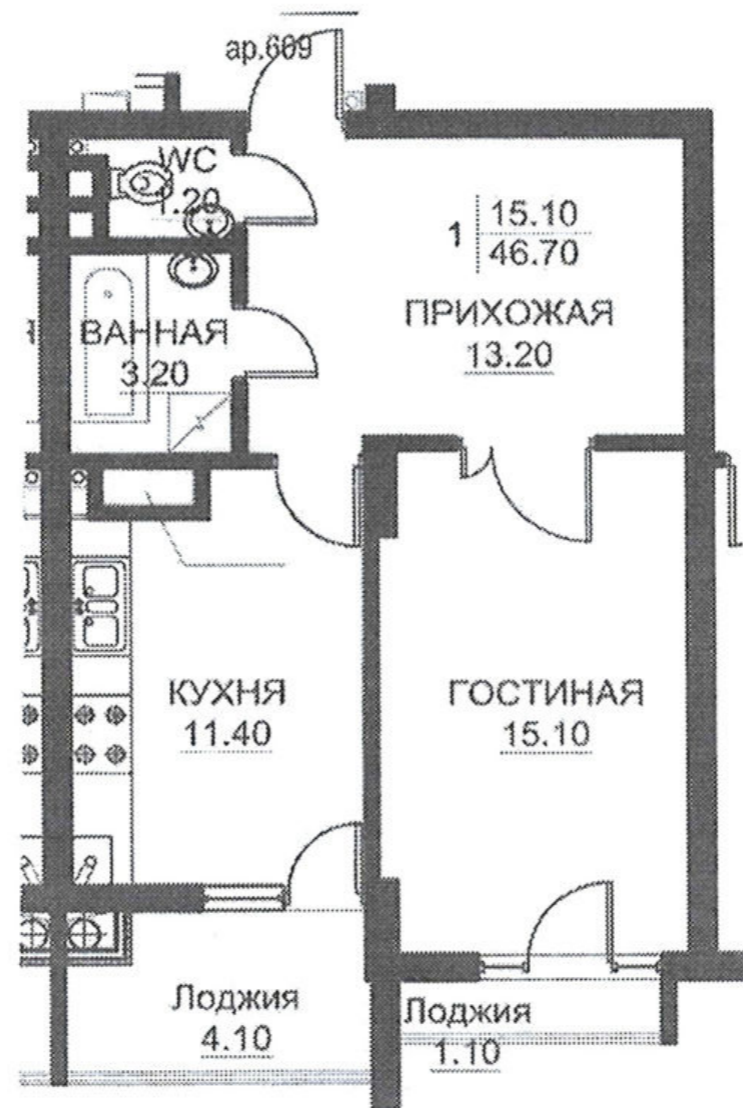 ар.609
WC
1.20
1 15.10
46.70
ПРИХОЖАЯ
13.20
ВАННАЯ
3.20
КУХНЯ
11.40
ГОСТИНАЯ
15.10
Лоджия
4.10
Лоджия
1.10